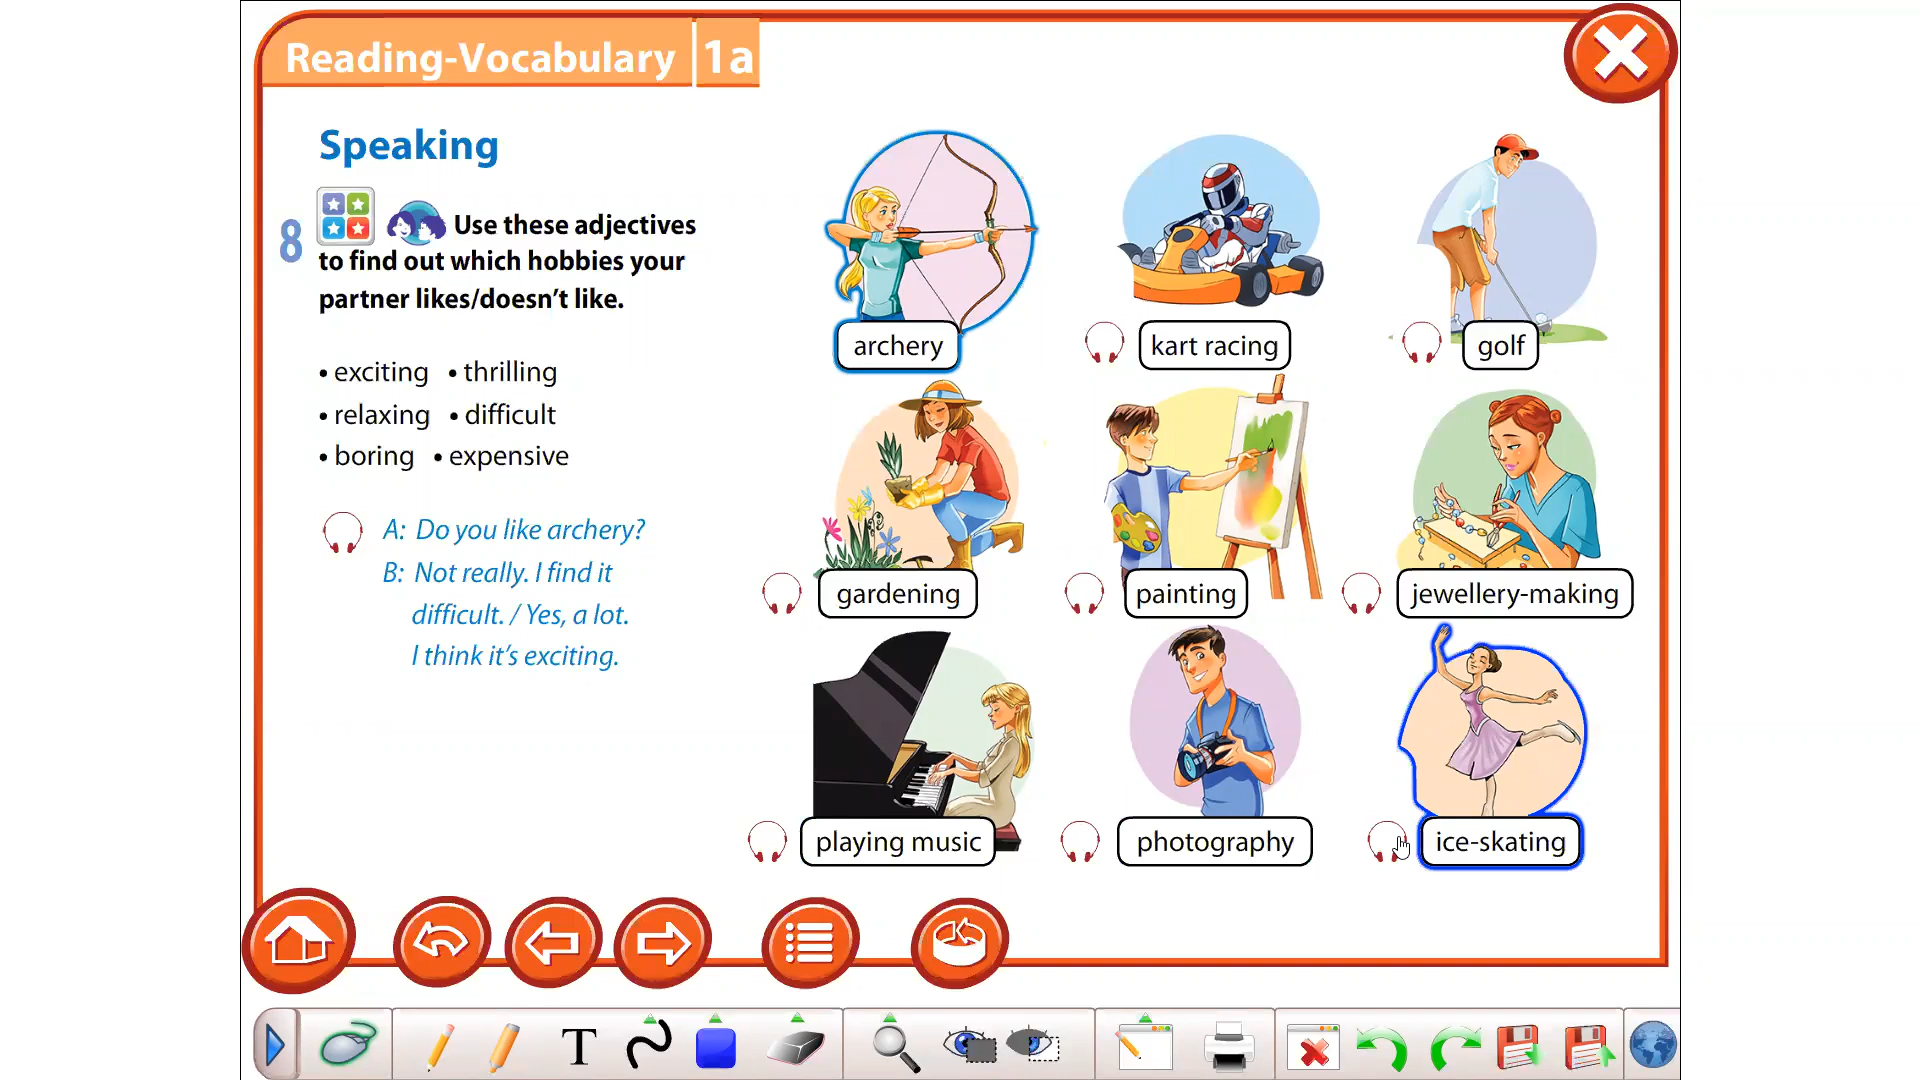 Reading-Vocabulary 1a
Speaking
8 Use these adjectives
to find out which hobbies your
partner likes/doesn’t like.
• exciting • thrilling
• relaxing • difficult
• boring • expensive
A: Do you like archery?
B: Not really. I find it
difficult. / Yes, a lot.
I think it’s exciting.
archery
kart racing
golf
gardening
painting
jewellery-making
playing music
photography
ice-skating
T